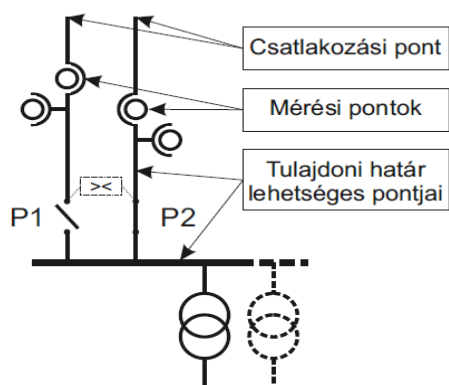 Csatlakozási pont
Mérési pontok
Tulajdoni határ
lehetséges pontjai
><
P1
P2